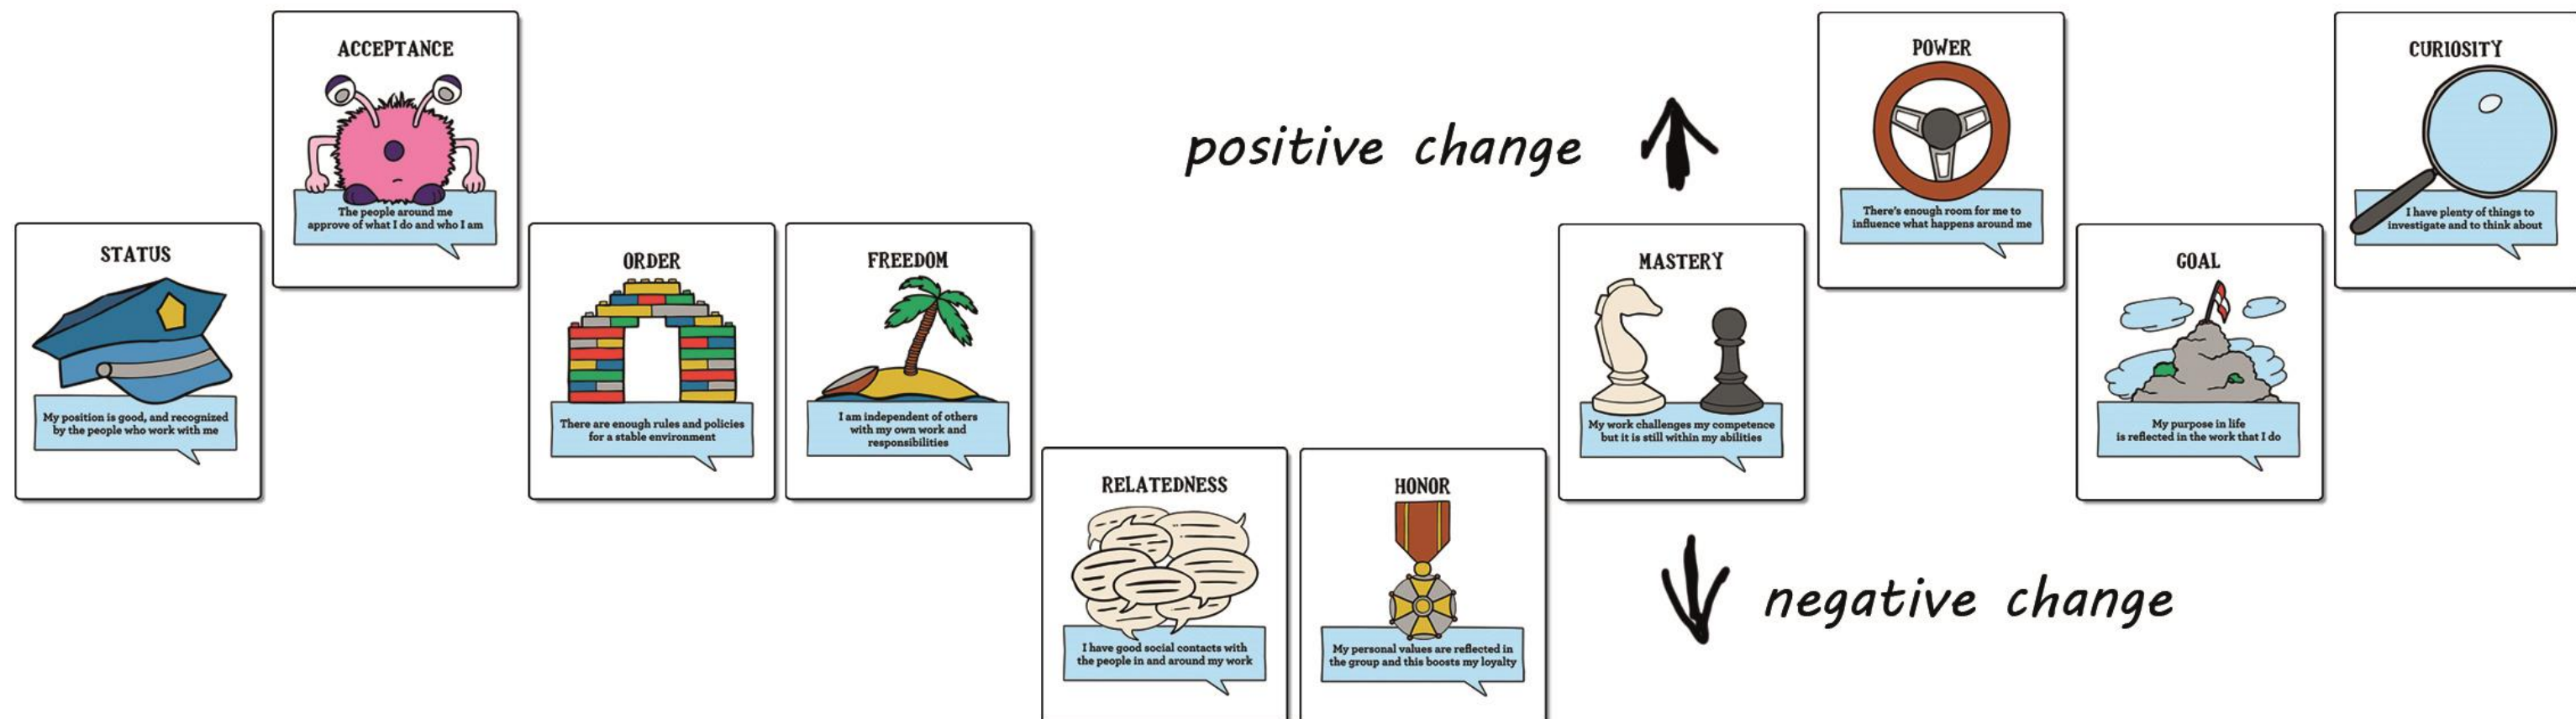 STATUS
My position is good, and recognized
by the people who work with me
ACCEPTANCE
The people around me
approve of what I do and who I am
ORDER
There are enough rules and policies
for a stable environment
FREEDOM
I am independent of others
with my own work and
responsibilities
RELATEDNESS
I have good social contacts with
the people in and around my work
HONOR
My personal values are reflected in
the group and this boosts my loyalty
positive change
MASTERY
My work challenges my competence
but it is still within my abilities
negative change
POWER
There's enough room for me to
influence what happens around me
GOAL
My purpose in life
is reflected in the work that I do
CURIOSITY
I have plenty of things to
investigate and to think about